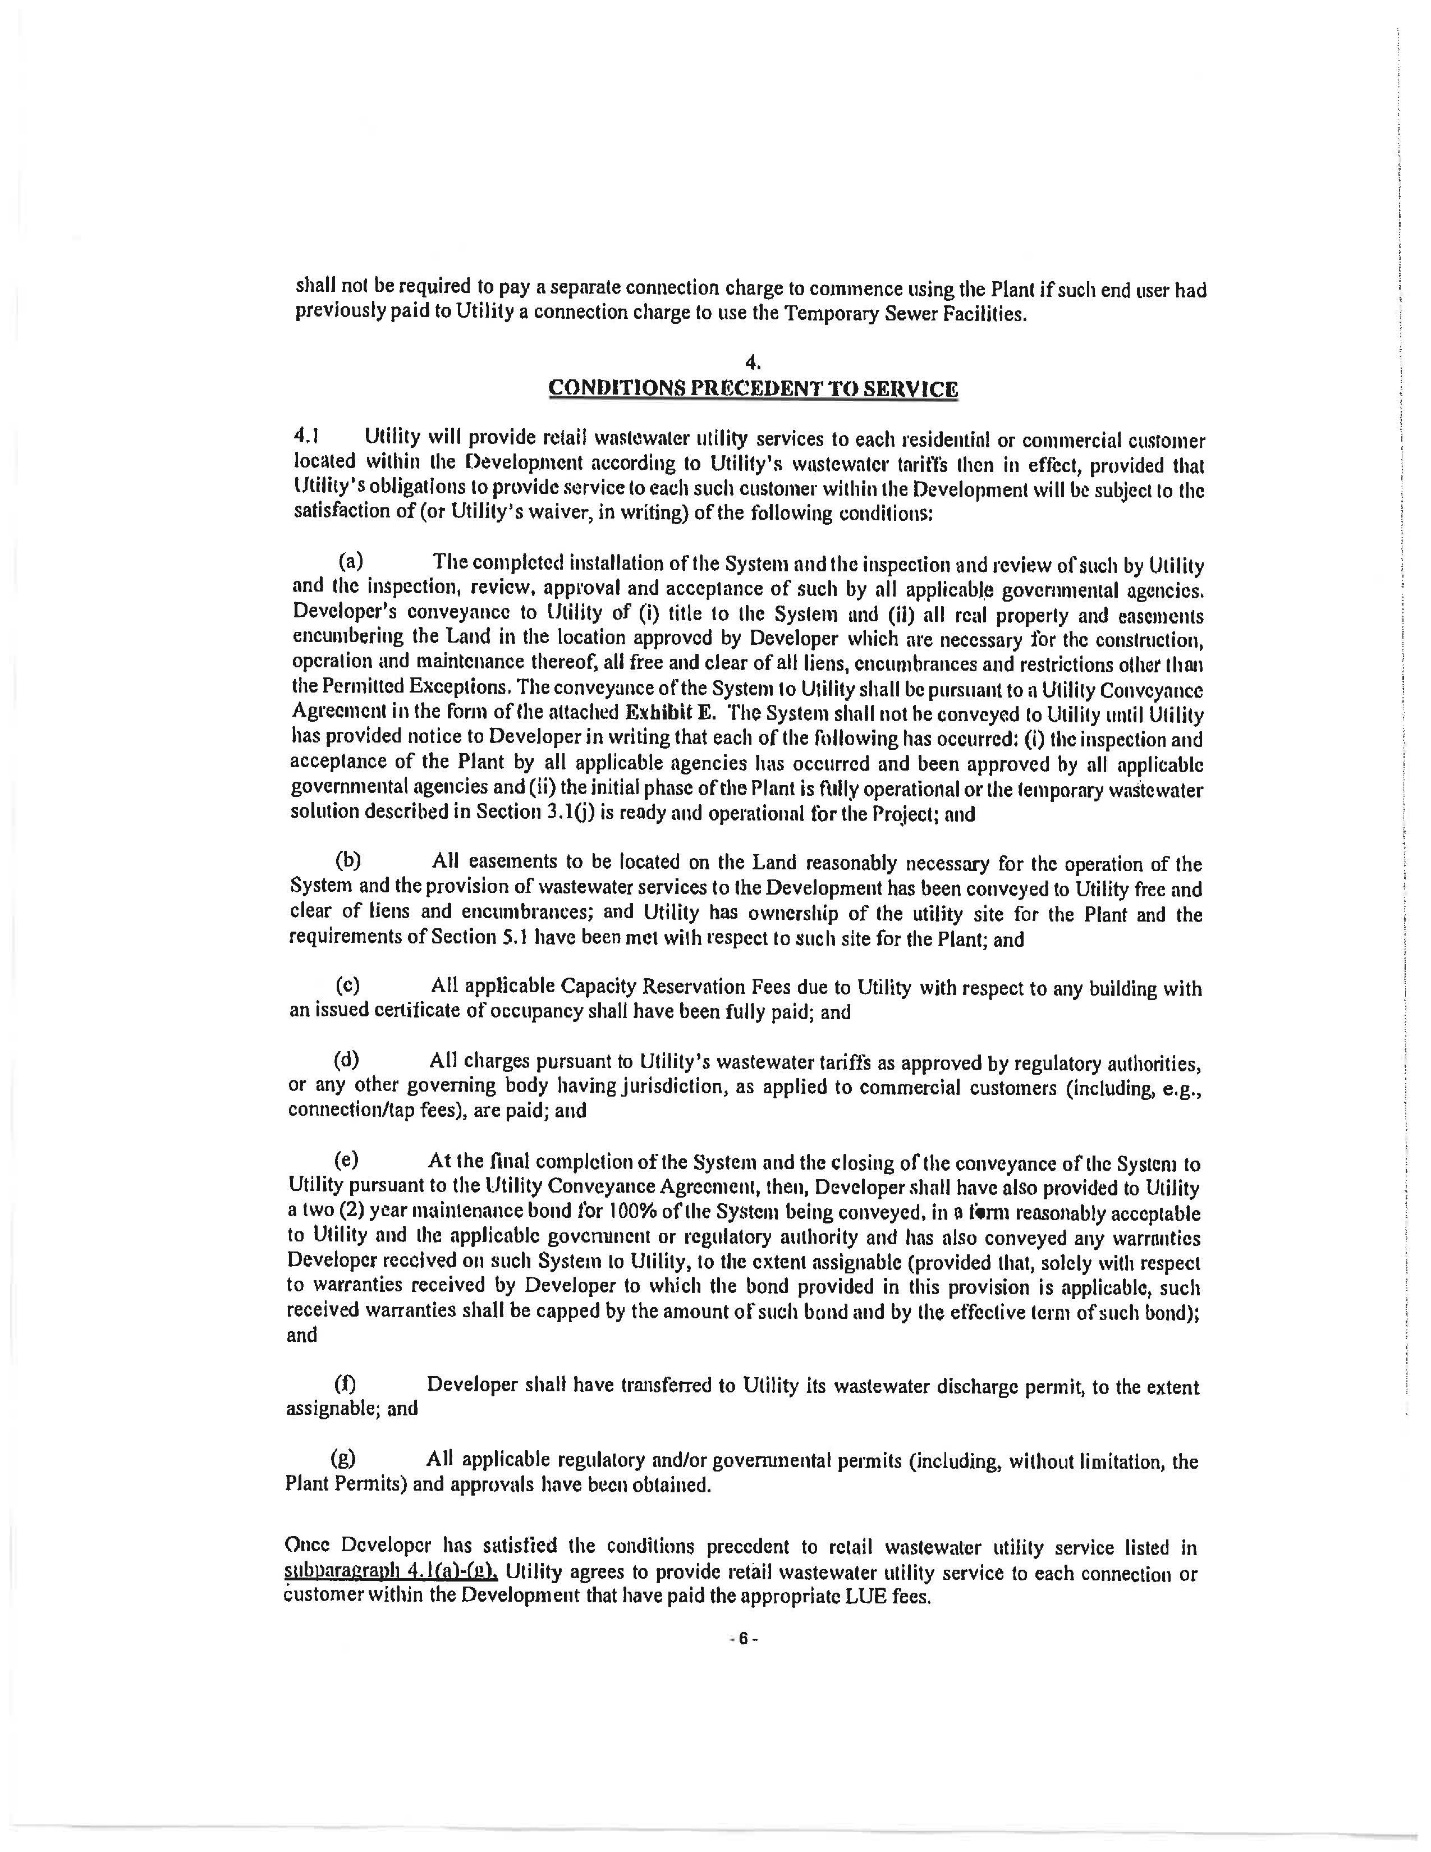 shall not be required to pay a separate connection charge to commence using the Plant if such end user had
previously paid to Utility a connection charge to use the Temporary Sewer Facilities.
4.
CONDITIONS PRECEDENT TO SERVICE
4.1 Utility will provide retail wastewater utility services to each residential or commercial customer
located within the Development according to Utility's wastewater tariffs then in effect, provided that
Utility's obligations to provide service to each such customer within the Development will be subject to the
satisfaction of (or Utility's waiver, in writing) of the following conditions:
(a) The completed installation of the System and the inspection and review of such by Utility
and the inspection, review, approval and acceptance of such by all applicable governmental agencies.
Developer's conveyance to Utility of (i) title to the System and (ii) all real property and easements
encumbering the Land in the location approved by Developer which are necessary for the construction,
operation and maintenance thereof, all free and clear of all liens, encumbrances and restrictions other than
the Permitted Exceptions. The conveyance of the System to Utility shall be pursuant to a Utility Conveyance
Agreement in the form of the attached Exhibit E. The System shall not be conveyed to Utility until Utility
has provided notice to Developer in writing that each of the following has occurred: (i) the inspection and
acceptance of the Plant by all applicable agencies has occurred and been approved by all applicable
governmental agencies and (ii) the initial phase of the Plant is fully operational or the temporary wastewater
solution described in Section 3.1(j) is ready and operational for the Project; and
(b) All easements to be located on the Land reasonably necessary for the operation of the
System and the provision of wastewater services to the Development has been conveyed to Utility free and
clear of liens and encumbrances; and Utility has ownership of the utility site for the Plant and the
requirements of Section 5.1 have been met with respect to such site for the Plant; and
(c) All applicable Capacity Reservation Fees due to Utility with respect to any building with
an issued certificate of occupancy shall have been fully paid; and
(d) All charges pursuant to Utility's wastewater tariffs as approved by regulatory authorities,
or any other governing body having jurisdiction, as applied to commercial customers (including, e.g.,
connection/tap fees), are paid; and
(e) At the final completion of the System and the closing of the conveyance of the System to
Utility pursuant to the Utility Conveyance Agreement, then, Developer shall have also provided to Utility
a two (2) year maintenance bond for 100% of the System being conveyed, in a form reasonably acceptable
to Utility and the applicable government or regulatory authority and has also conveyed any warranties
Developer received on such System to Utility, to the extent assignable (provided that, solely with respect
to warranties received by Developer to which the bond provided in this provision is applicable, such
received warranties shall be capped by the amount of such bond and by the effective term of such bond);
and
(f) Developer shall have transferred to Utility its wastewater discharge permit, to the extent
assignable; and
(g) All applicable regulatory and/or governmental permits (including, without limitation, the
Plant Permits) and approvals have been obtained.
Once Developer has satisfied the conditions precedent to retail wastewater utility service listed in
subparagraph 4.1(a)-(g), Utility agrees to provide retail wastewater utility service to each connection or
customer within the Development that have paid the appropriate LUE fees.
- 6 -